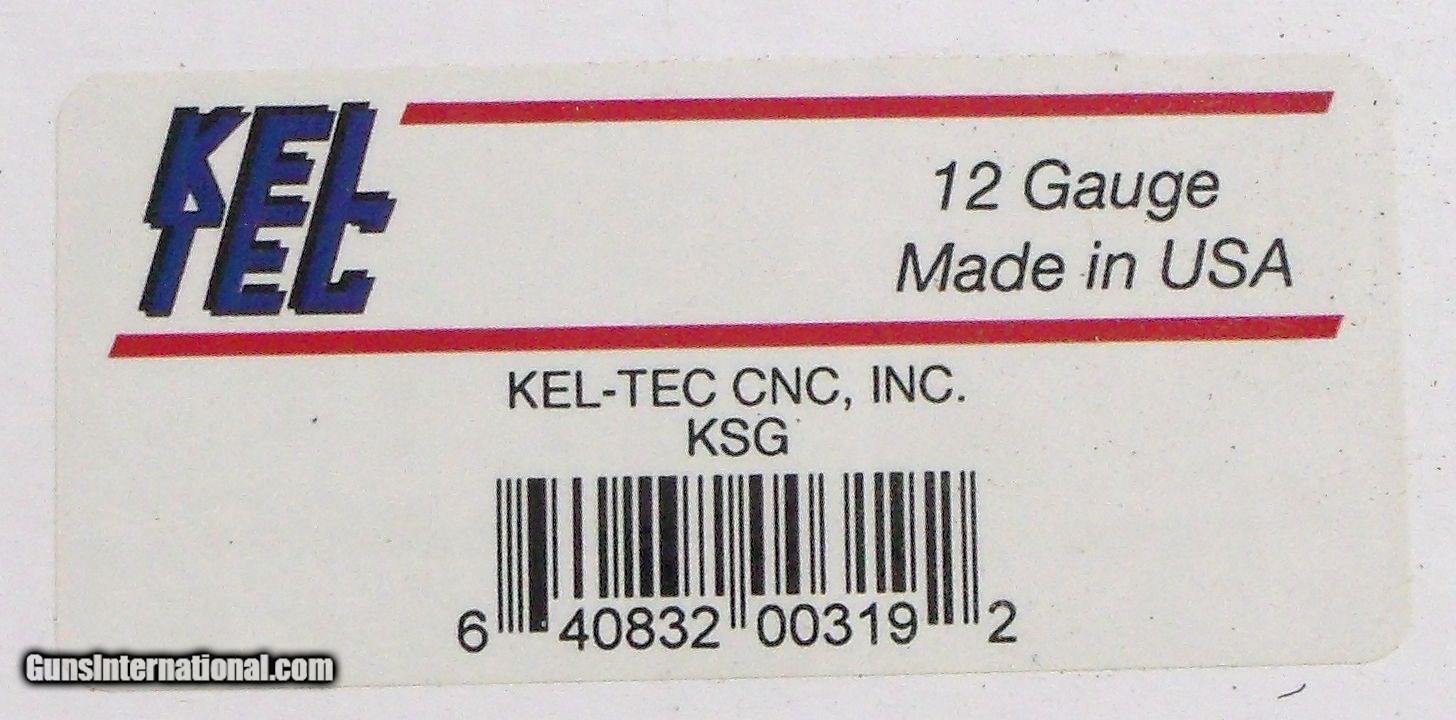 KEL
TEC
12 Gauge
Made in USA
KEL-TEC CNC, INC.
KSG
6 40832 00319 2
GunsInternational.com